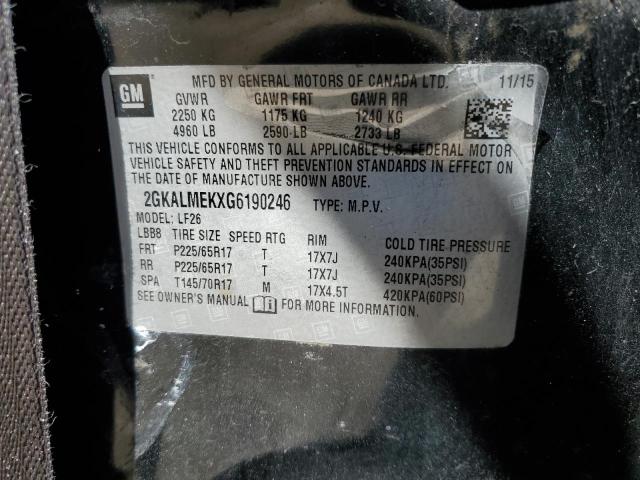 GM
MFD BY GENERAL MOTORS OF CANADA LTD. 11/15
GVWR GAWR FRT GAWR RR
2250 KG 1175 KG 1240 KG
4960 LB 2590 LB 2733 LB
THIS VEHICLE CONFORMS TO ALL APPLICABLE U.S. FEDERAL MOTOR
VEHICLE SAFETY AND THEFT PREVENTION STANDARDS IN EFFECT ON
THE DATE OF MANUFACTURE SHOWN ABOVE.
2GKALMEKXG6190246 TYPE: M.P.V.
MODEL: LF26
LBB8 TIRE SIZE SPEED RTG RIM COLD TIRE PRESSURE
FRT P225/65R17 T 17X7J 240KPA(35PSI)
RR P225/65R17 T 17X7J 240KPA(35PSI)
SPA T145/70R17 M 17X4.5T 420KPA(60PSI)
SEE OWNER'S MANUAL FOR MORE INFORMATION.